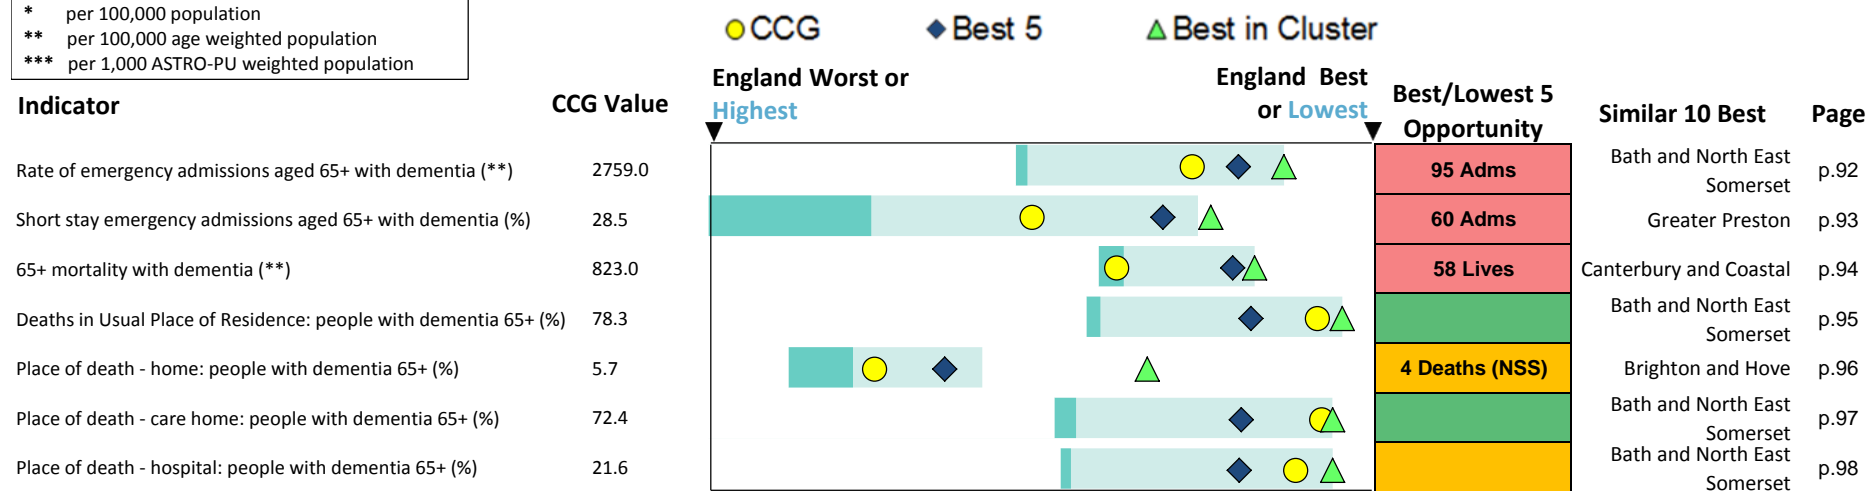 * per 100,000 population
** per 100,000 age weighted population
*** per 1,000 ASTRO-PU weighted population
CCG Best 5 Best in Cluster
Indicator
CCG Value
England Worst or
Highest
England Best
or Lowest
Best/Lowest 5
Opportunity
Similar 10 Best
Page
Rate of emergency admissions aged 65+ with dementia (**) 2759.0 95 Adms Bath and North East
Somerset p.92
Short stay emergency admissions aged 65+ with dementia (%) 28.5 60 Adms Greater Preston p.93
65+ mortality with dementia (**) 823.0 58 Lives Canterbury and Coastal p.94
Deaths in Usual Place of Residence: people with dementia 65+ (%) 78.3 Bath and North East
Somerset p.95
Place of death - home: people with dementia 65+ (%) 5.7 4 Deaths (NSS) Brighton and Hove p.96
Place of death - care home: people with dementia 65+ (%) 72.4 Bath and North East
Somerset p.97
Place of death - hospital: people with dementia 65+ (%) 21.6 Bath and North East
Somerset p.98